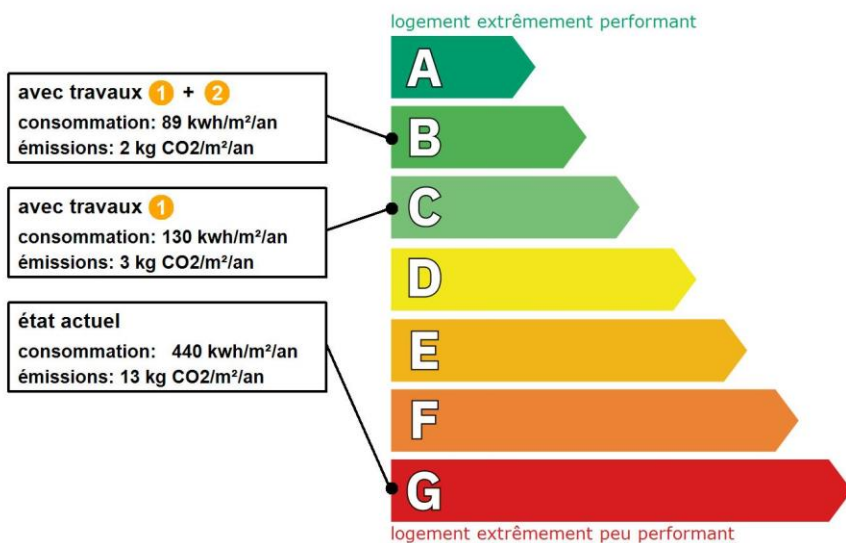 logement extrêmement performant
A
avec travaux 1 + 2
consommation: 89 kwh/m²/an
émissions: 2 kg CO2/m²/an
B
avec travaux 1
consommation: 130 kwh/m²/an
émissions: 3 kg CO2/m²/an
C
D
état actuel
consommation: 440 kwh/m²/an
émissions: 13 kg CO2/m²/an
E
F
G
logement extrêmement peu performant